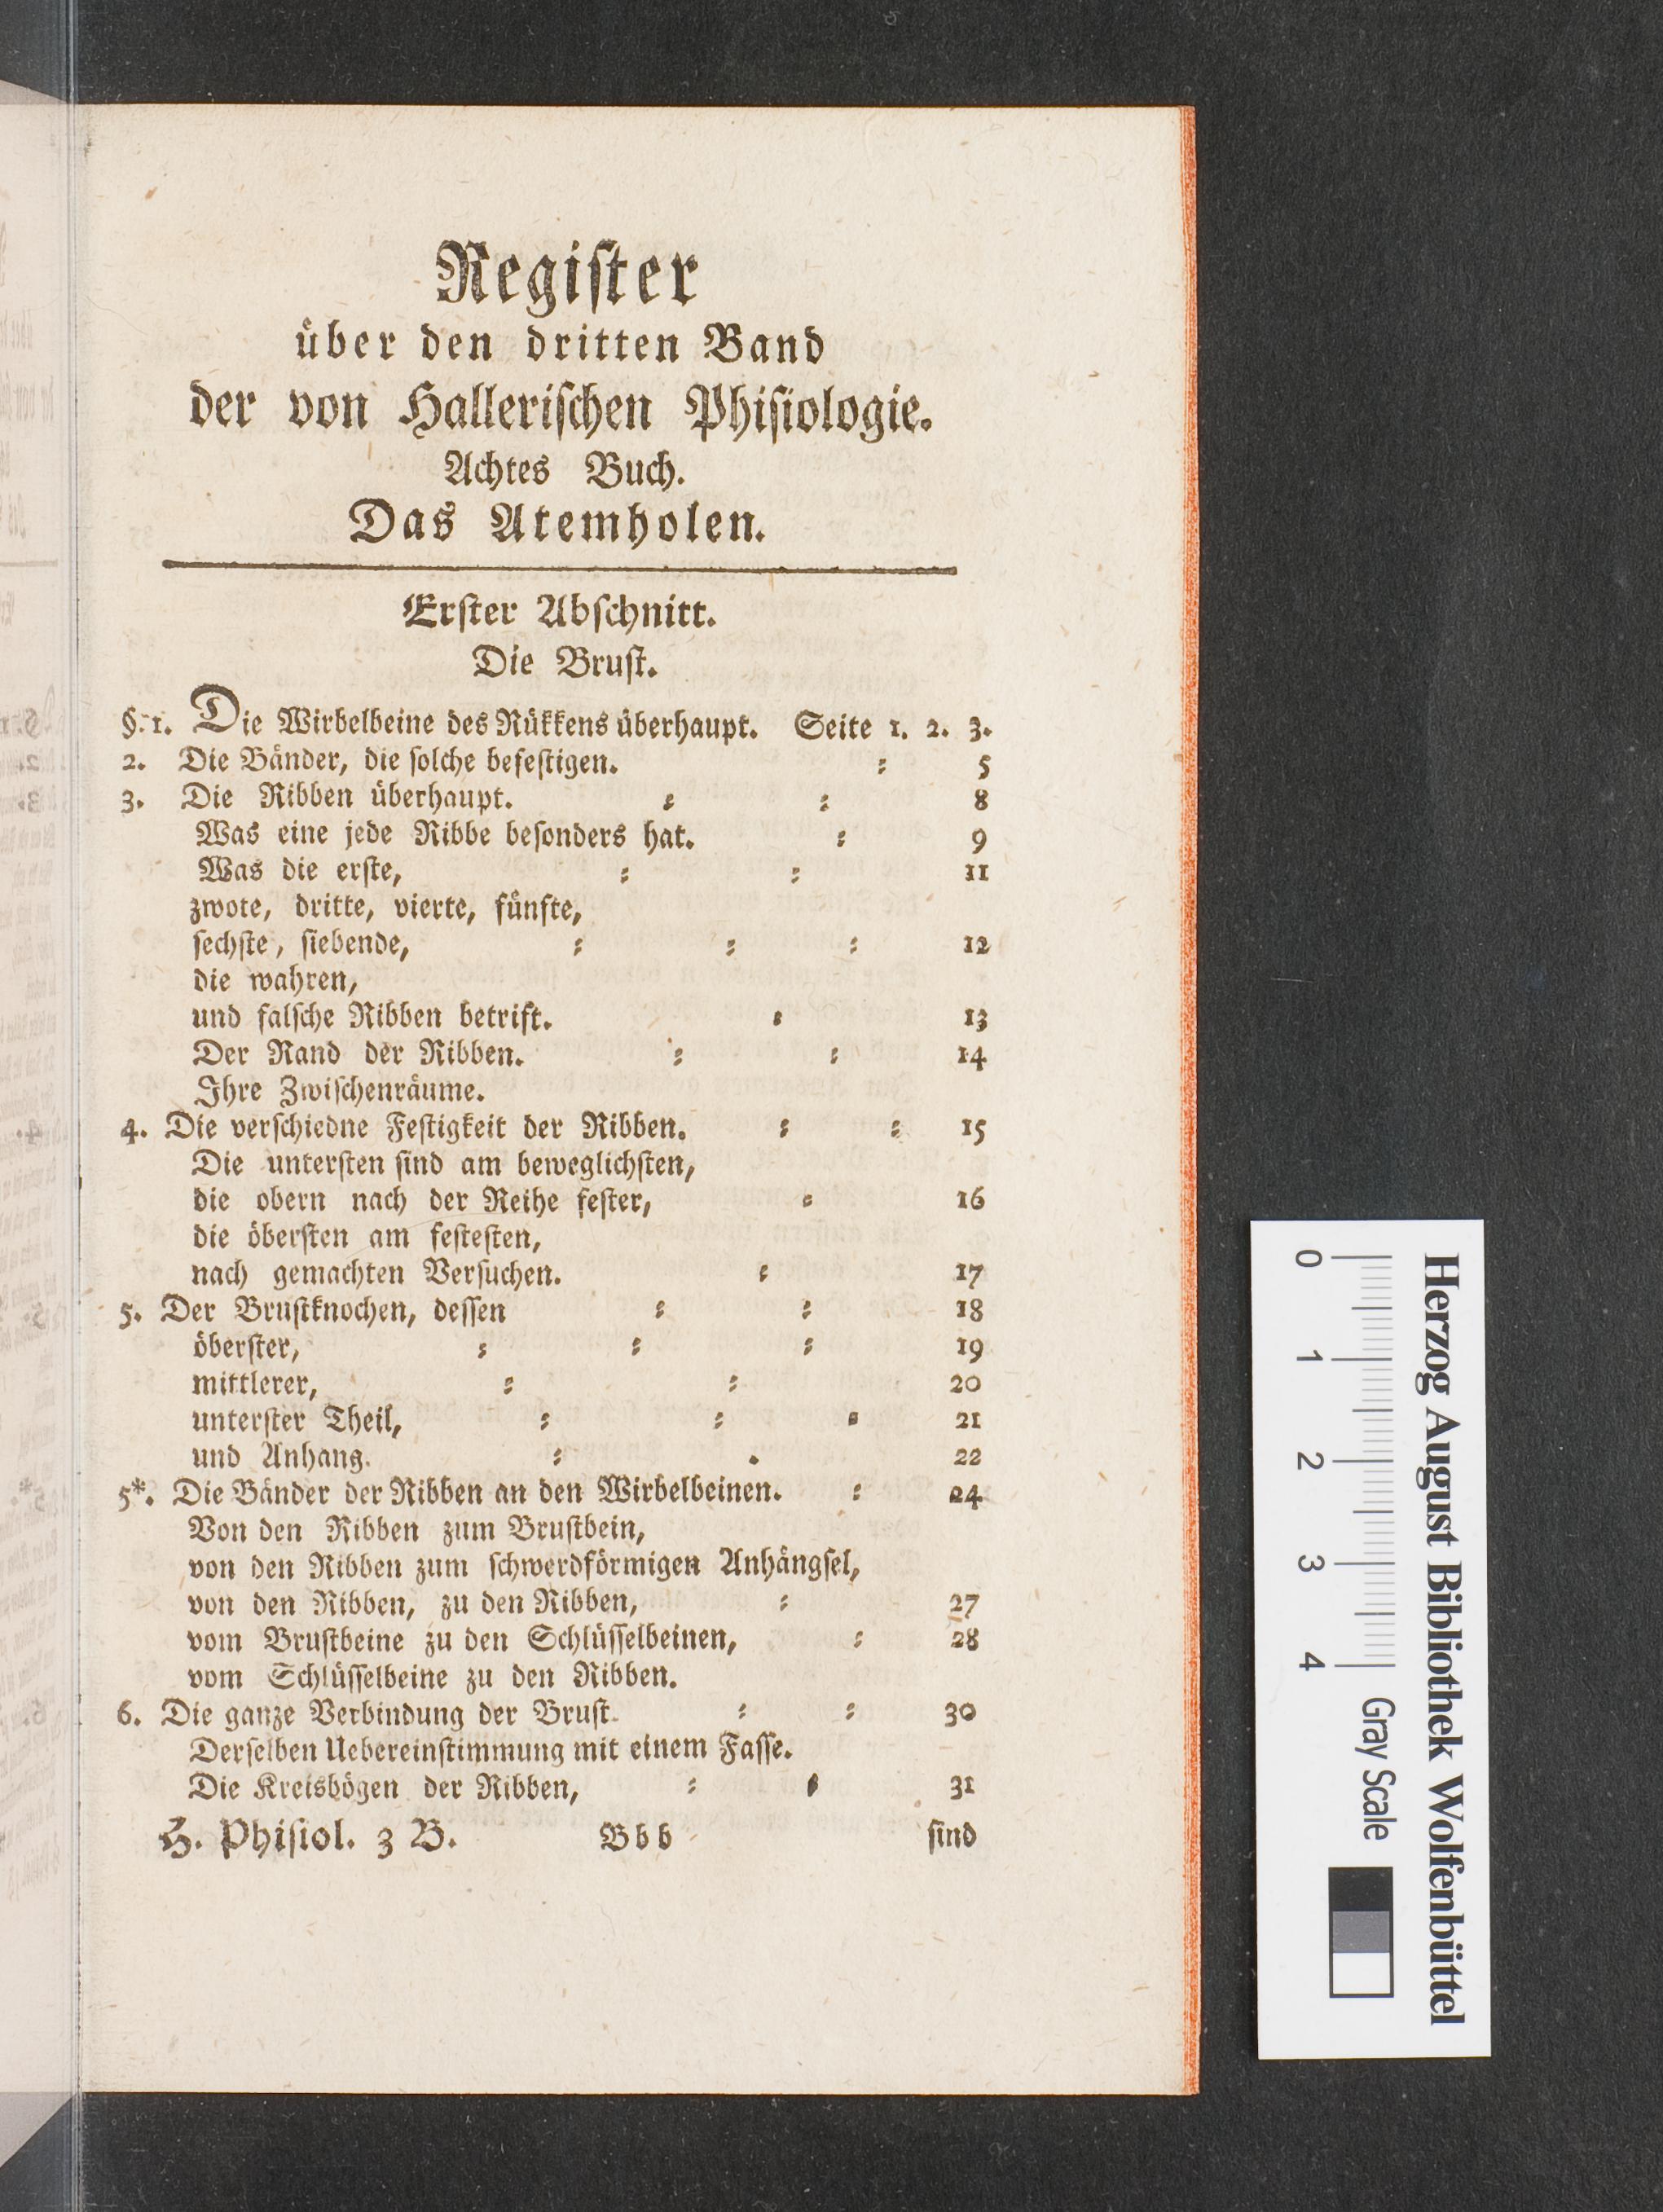 Regiſter
über den dritten Band
der von Halleriſchen Phiſiologie.
Achtes Buch.
Das Atemholen.
Erſter Abſchnitt.
Die Bruſt.
§. 1. Die Wirbelbeine des Rükkens überhaupt. Seite 1. 2. 3.
2. Die Bänder, die ſolche befeſtigen. ⸗ 5
3. Die Ribben überhaupt. ⸗ ⸗ 8
Was eine jede Ribbe beſonders hat. ⸗ 9
Was die erſte, ⸗ ⸗ 11
zwote, dritte, vierte, fünfte,
ſechſte, ſiebende, ⸗ ⸗ ⸗ 12
die wahren,
und falſche Ribben betrift. ⸗ 13
Der Rand der Ribben. ⸗ ⸗ 14
Ihre Zwiſchenräume.
4. Die verſchiedne Feſtigkeit der Ribben. ⸗ ⸗ 15
Die unterſten ſind am beweglichſten,
die obern nach der Reihe feſter, ⸗ 16
die öberſten am feſteſten,
nach gemachten Verſuchen. ⸗ 17
5. Der Bruſtknochen, deſſen ⸗ ⸗ 18
öberſter, ⸗ ⸗ ⸗ 19
mittlerer, ⸗ ⸗ 20
unterſter Theil, ⸗ ⸗ ⸗ 21
und Anhang. ⸗ ⸗ 22
5*. Die Bänder der Ribben an den Wirbelbeinen. ⸗ 24
Von den Ribben zum Bruſtbein,
von den Ribben zum ſchwerdförmigen Anhängſel,
von den Ribben, zu den Ribben, ⸗ 27
vom Bruſtbeine zu den Schlüſſelbeinen, ⸗ 28
vom Schlüſſelbeine zu den Ribben.
6. Die ganze Verbindung der Bruſt. ⸗ ⸗ 30
Derſelben Uebereinſtimmung mit einem Faſſe.
Die Kreisbögen der Ribben, ⸗ ⸗ 31
H. Phiſiol. 3 B. Bbb ſind
Herzog August Bibliothek Wolfenbüttel
0 1 2 3 4 Gray Scale